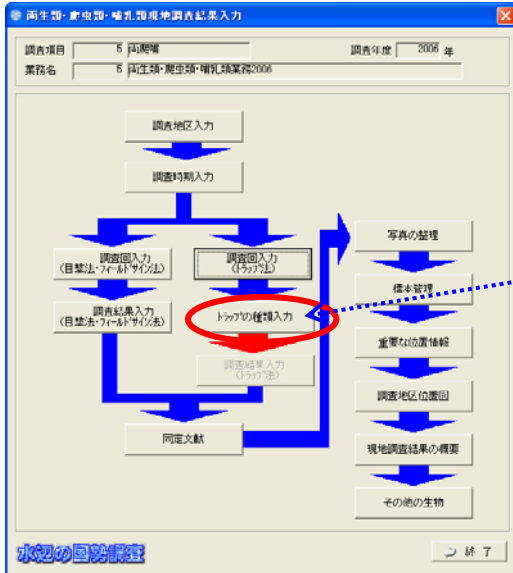 両生類・爬虫類・哺乳類現地調査結果入力
調査項目 5 両爬哺 調査年度 2006 年
業務名 5 両生類・爬虫類・哺乳類業務2006
調査地区入力
調査時期入力
調査回入力
(目撃法・フィールドサイン法)
調査回入力
(トラップ法)
調査結果入力
(目撃法・フィールドサイン法)
トラップの種類入力
調査結果入力
(トラップ法)
同定文献
写真の整理
標本管理
重要な位置情報
調査地区位置図
現地調査結果の概要
その他の生物
水辺の国勢調査
終了